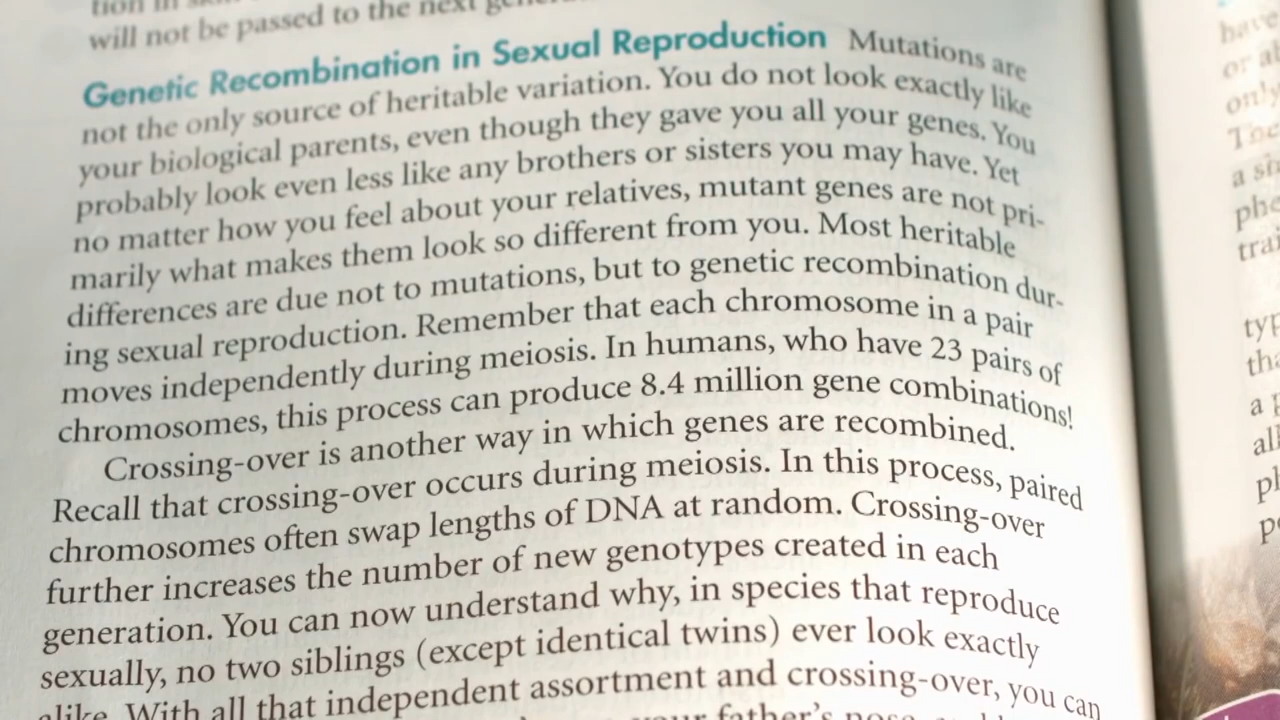 will not be passed to the next
Genetic Recombination in Sexual Reproduction Mutations are
not the only source of heritable variation. You do not look exactly like
your biological parents, even though they gave you all your genes. You
probably look even less like any brothers or sisters you may have. Yet
no matter how you feel about your relatives, mutant genes are not pri-
marily what makes them look so different from you. Most heritable
differences are due not to mutations, but to genetic recombination dur-
ing sexual reproduction. Remember that each chromosome in a pair
moves independently during meiosis. In humans, who have 23 pairs of
chromosomes, this process can produce 8.4 million gene combinations!
Crossing-over is another way in which genes are recombined.
Recall that crossing-over occurs during meiosis. In this process, paired
chromosomes often swap lengths of DNA at random. Crossing-over
further increases the number of new genotypes created in each
generation. You can now understand why, in species that reproduce
sexually, no two siblings (except identical twins) ever look exactly
alike. With all that independent assortment and crossing-over, you can
father's nose
have
or
only
a
typ
a
all